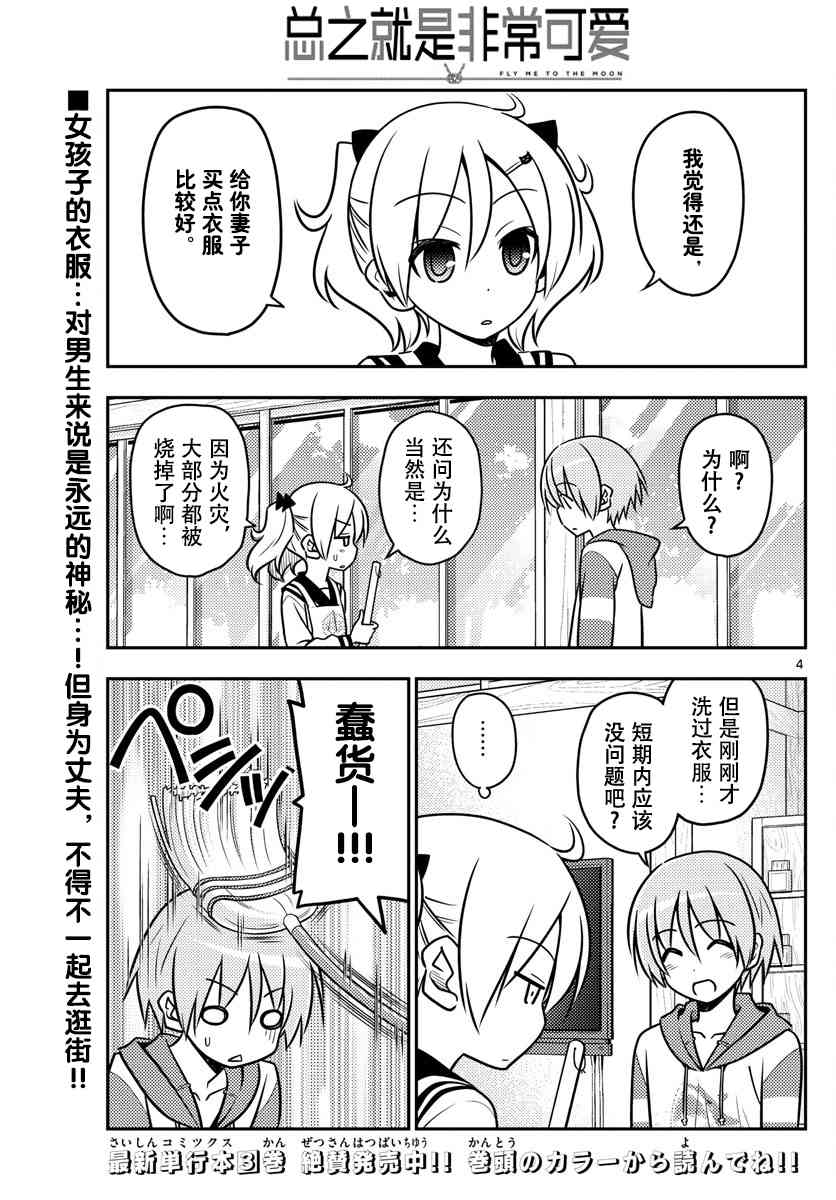 总之就是非常可爱
FLY ME TO THE MOON
■女孩子的衣服…对男生来说是永远的神秘…!但身为丈夫，不得不一起去逛街!!
我觉得还是，
给你妻子
买点衣服
比较好。
啊?
为什么?
还问为什么
当然是…
因为火灾，
大部分都被
烧掉了啊…
4
但是刚刚才
洗过衣服…
短期内应该
没问题吧?
……
蠢货ー!!!
ペシッ
さいしんコミックス かん ぜつさんはつばいちゅう かんとう よ
最新単行本3巻 絶賛発売中!! 巻頭のカラーから読んでね!!